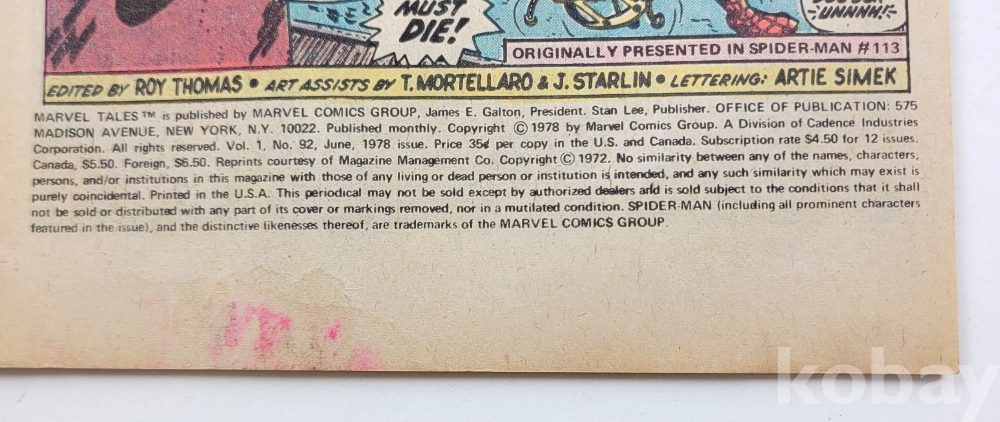 MUST
DIE!
UNNNN!
ORIGINALLY PRESENTED IN SPIDER-MAN #113
EDITED BY ROY THOMAS • ART ASSISTS BY T. MORTELLARO & J. STARLIN • LETTERING: ARTIE SIMEK
MARVEL TALES™ is published by MARVEL COMICS GROUP, James E. Galton, President. Stan Lee, Publisher. OFFICE OF PUBLICATION: 575
MADISON AVENUE, NEW YORK, N.Y. 10022. Published monthly. Copyright © 1978 by Marvel Comics Group. A Division of Cadence Industries
Corporation. All rights reserved. Vol. 1, No. 92, June, 1978 issue. Price 35¢ per copy in the U.S. and Canada. Subscription rate $4.50 for 12 issues.
Canada, $5.50. Foreign, $6.50. Reprints courtesy of Magazine Management Co. Copyright © 1972. No similarity between any of the names, characters,
persons, and/or institutions in this magazine with those of any living or dead person or institution is intended, and any such similarity which may exist is
purely coincidental. Printed in the U.S.A. This periodical may not be sold except by authorized dealers and is sold subject to the conditions that it shall
not be sold or distributed with any part of its cover or markings removed, nor in a mutilated condition. SPIDER-MAN (including all prominent characters
featured in the issue), and the distinctive likenesses thereof, are trademarks of the MARVEL COMICS GROUP.
kobay